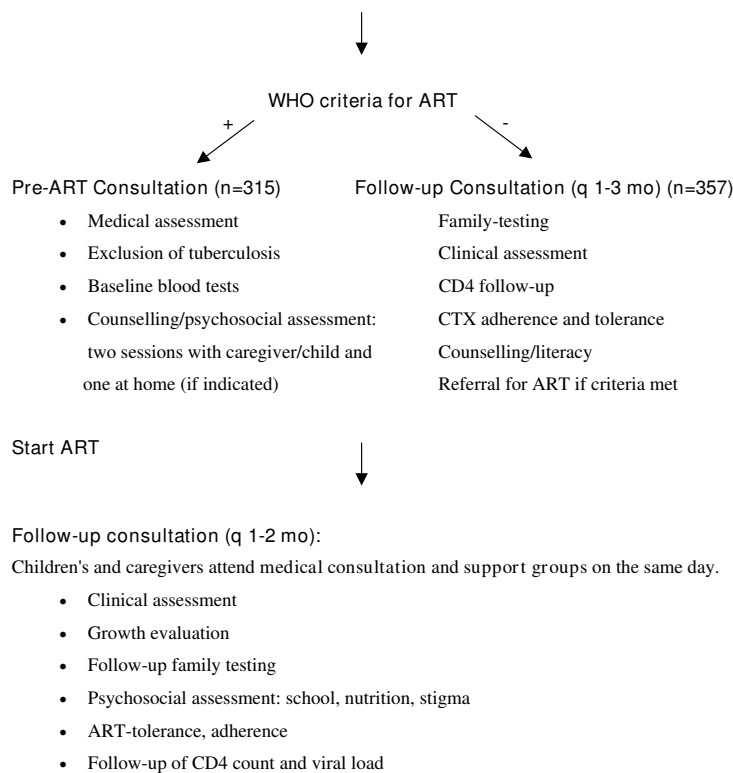 WHO criteria for ART
+ -
Pre-ART Consultation (n=315) Follow-up Consultation (q 1-3 mo) (n=357)
• Medical assessment Family-testing
• Exclusion of tuberculosis Clinical assessment
• Baseline blood tests CD4 follow-up
• Counselling/psychosocial assessment: CTX adherence and tolerance
two sessions with caregiver/child and Counselling/literacy
one at home (if indicated) Referral for ART if criteria met
Start ART
Follow-up consultation (q 1-2 mo):
Children's and caregivers attend medical consultation and support groups on the same day.
• Clinical assessment
• Growth evaluation
• Follow-up family testing
• Psychosocial assessment: school, nutrition, stigma
• ART-tolerance, adherence
• Follow-up of CD4 count and viral load